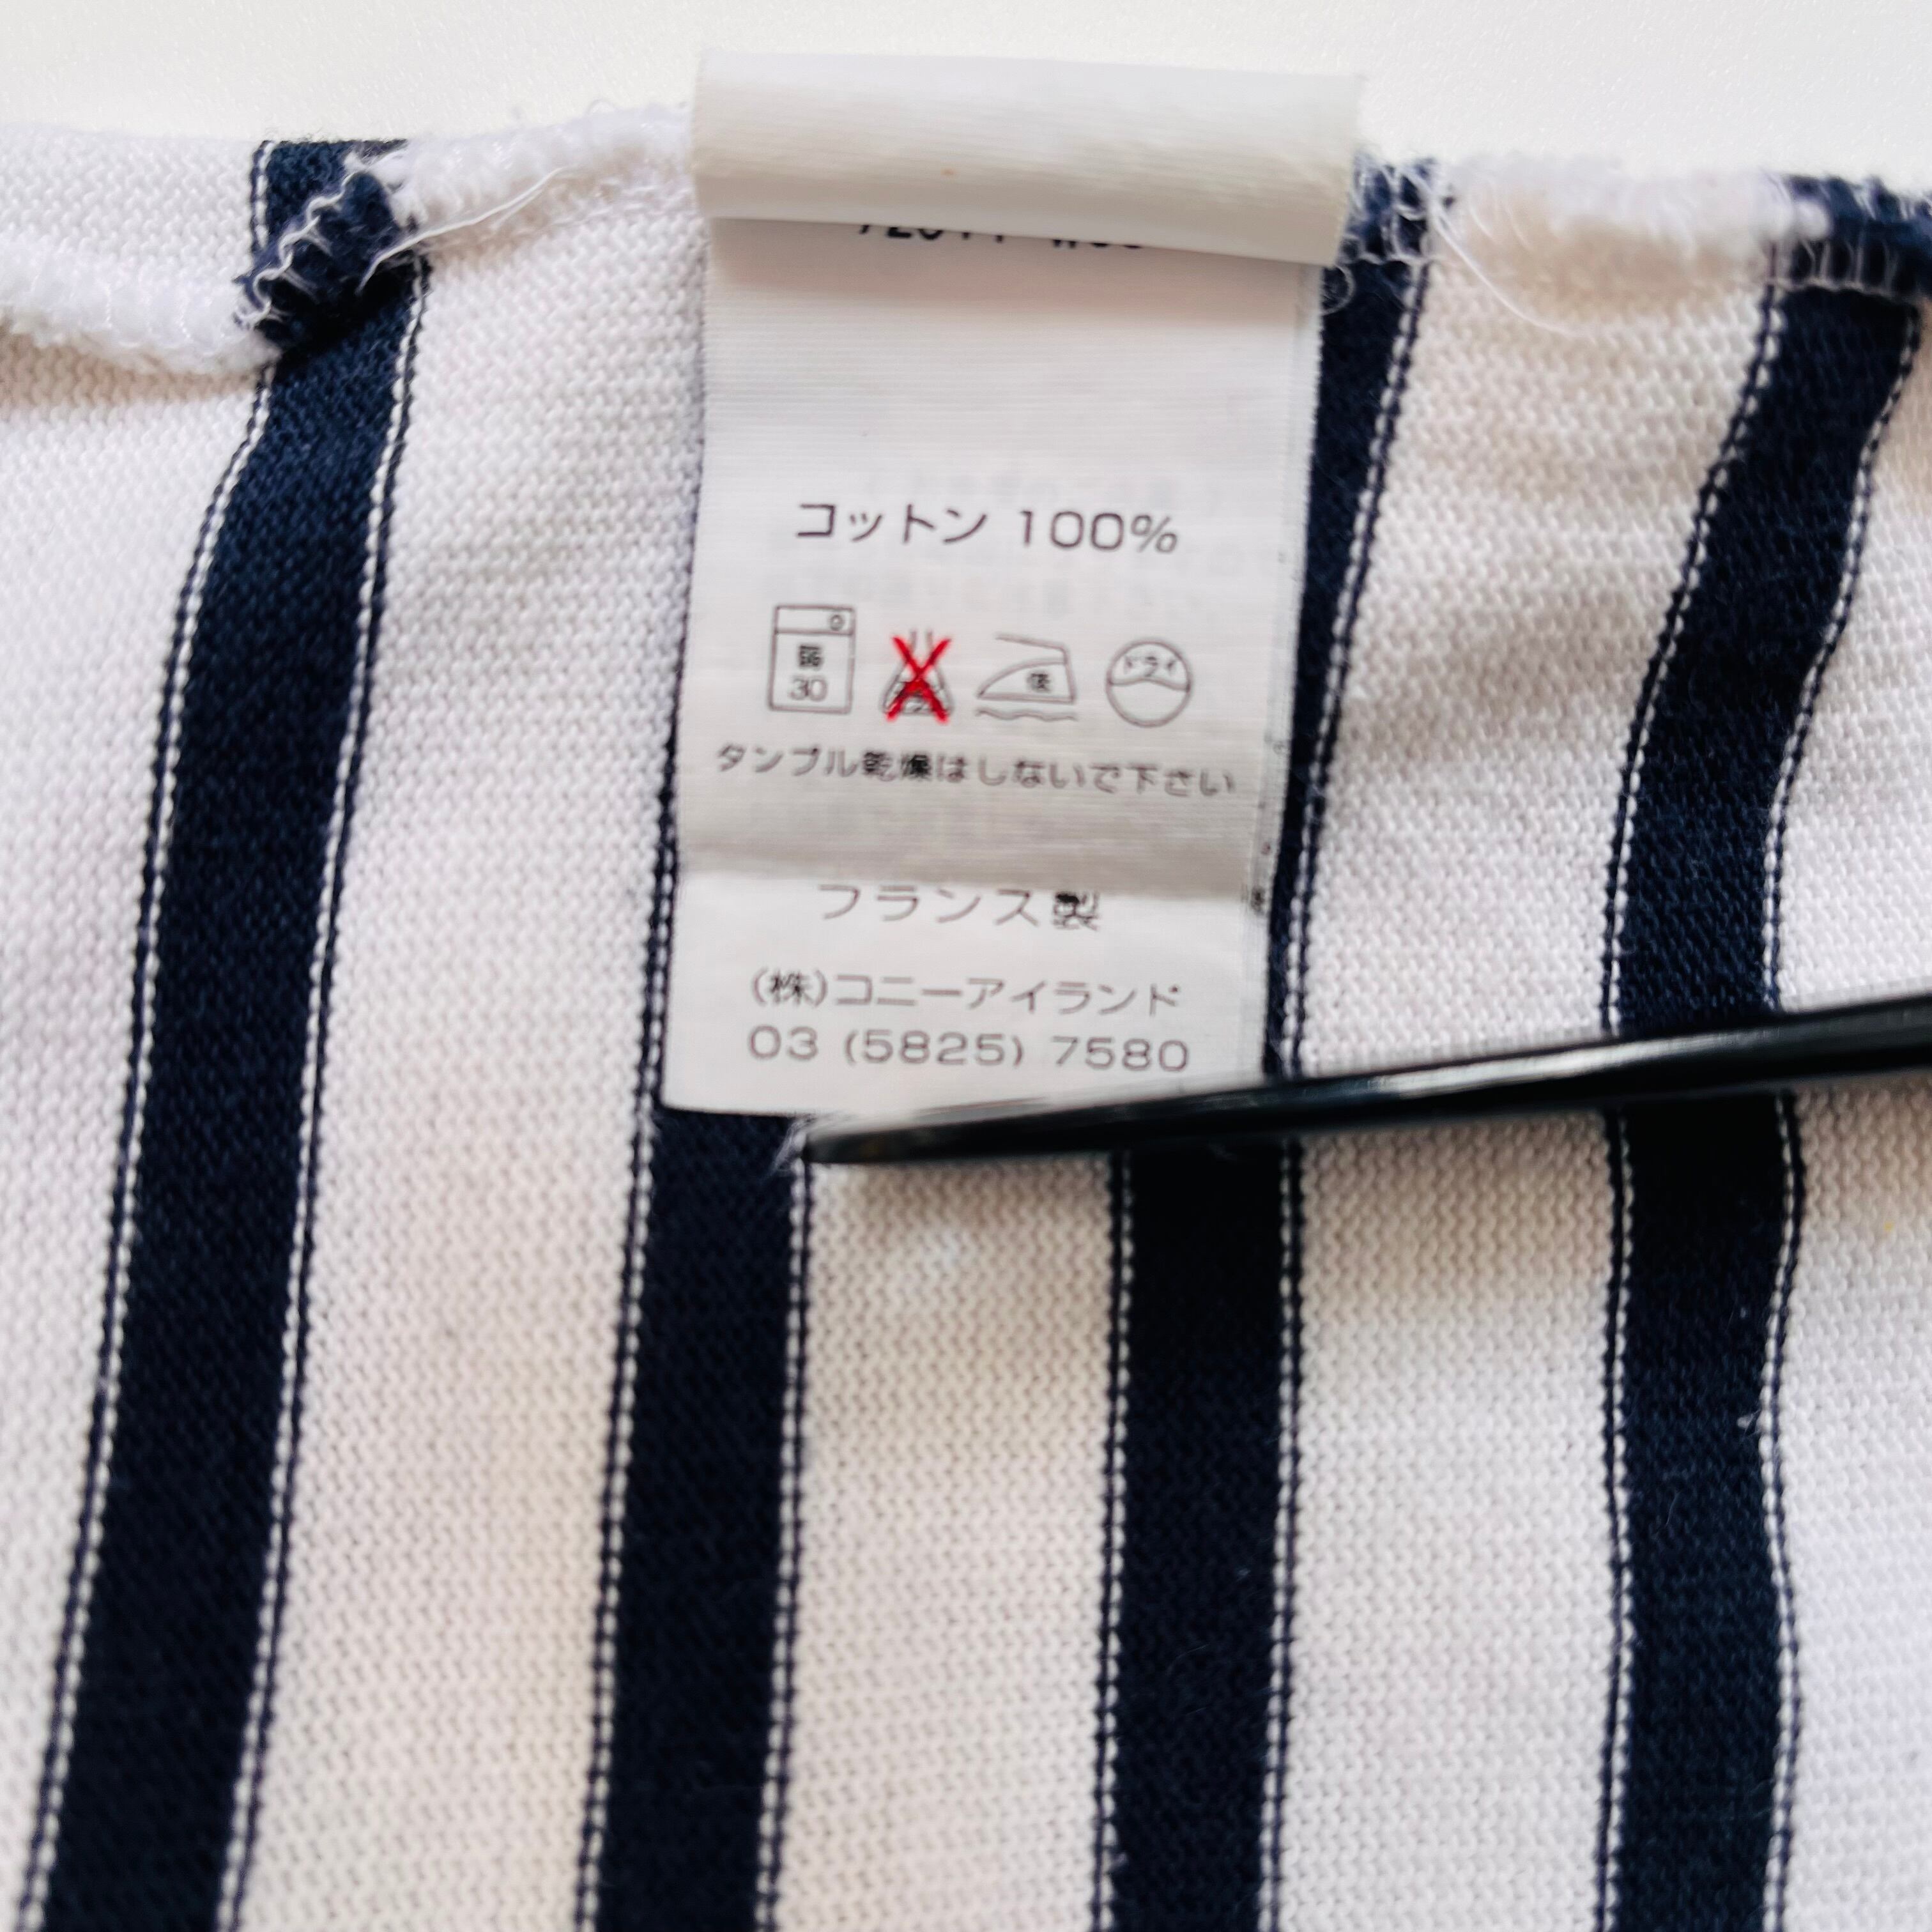 コットン 100%
弱 30 低 ドライ
タンブル乾燥はしないで下さい
フランス製
(株)コニーアイランド
03 (5825) 7580